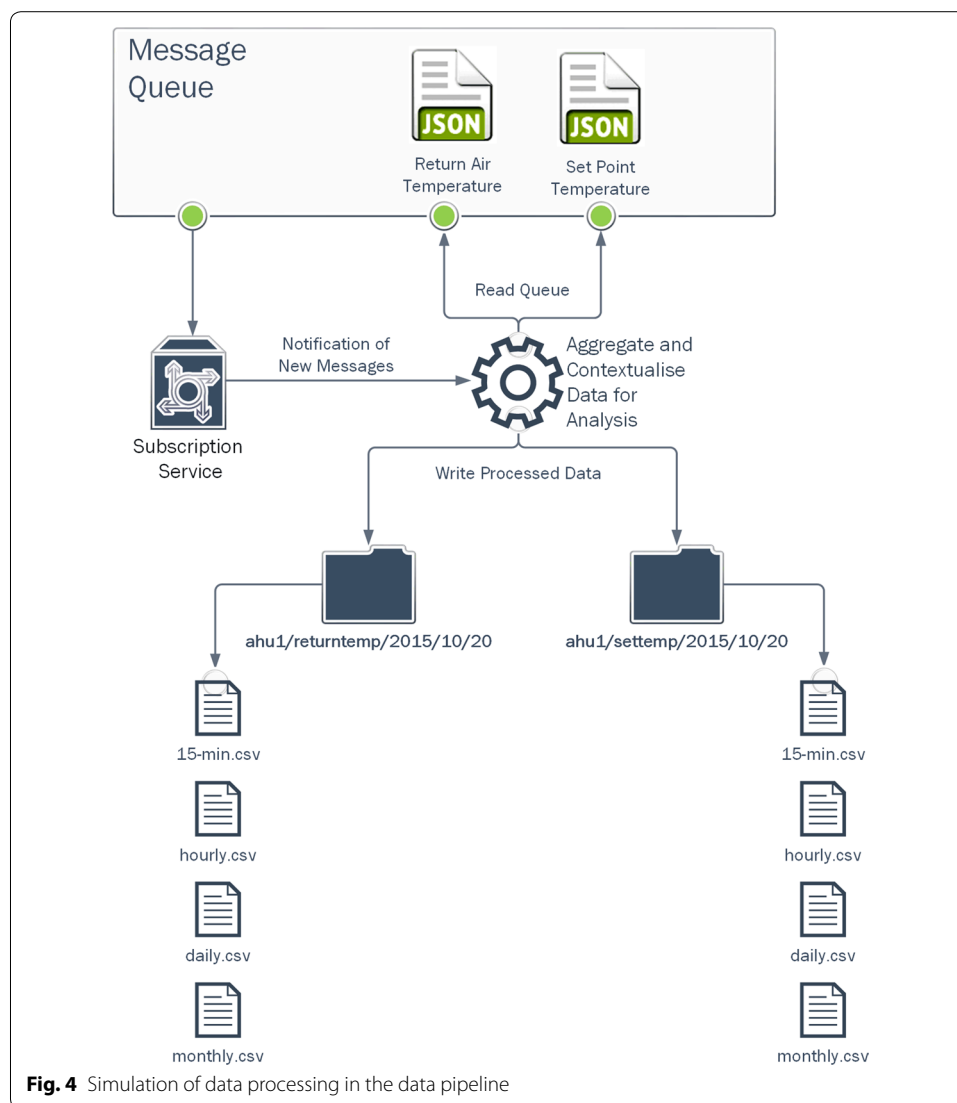 Message
Queue
JSON
JSON
Return Air
Temperature
Set Point
Temperature
Read Queue
Notification of
New Messages
Aggregate and
Contextualise
Data for
Analysis
Subscription
Service
Write Processed Data
ahu1/returntemp/2015/10/20
ahu1/settemp/2015/10/20
15-min.csv
15-min.csv
hourly.csv
hourly.csv
daily.csv
daily.csv
monthly.csv
monthly.csv
Fig. 4 Simulation of data processing in the data pipeline